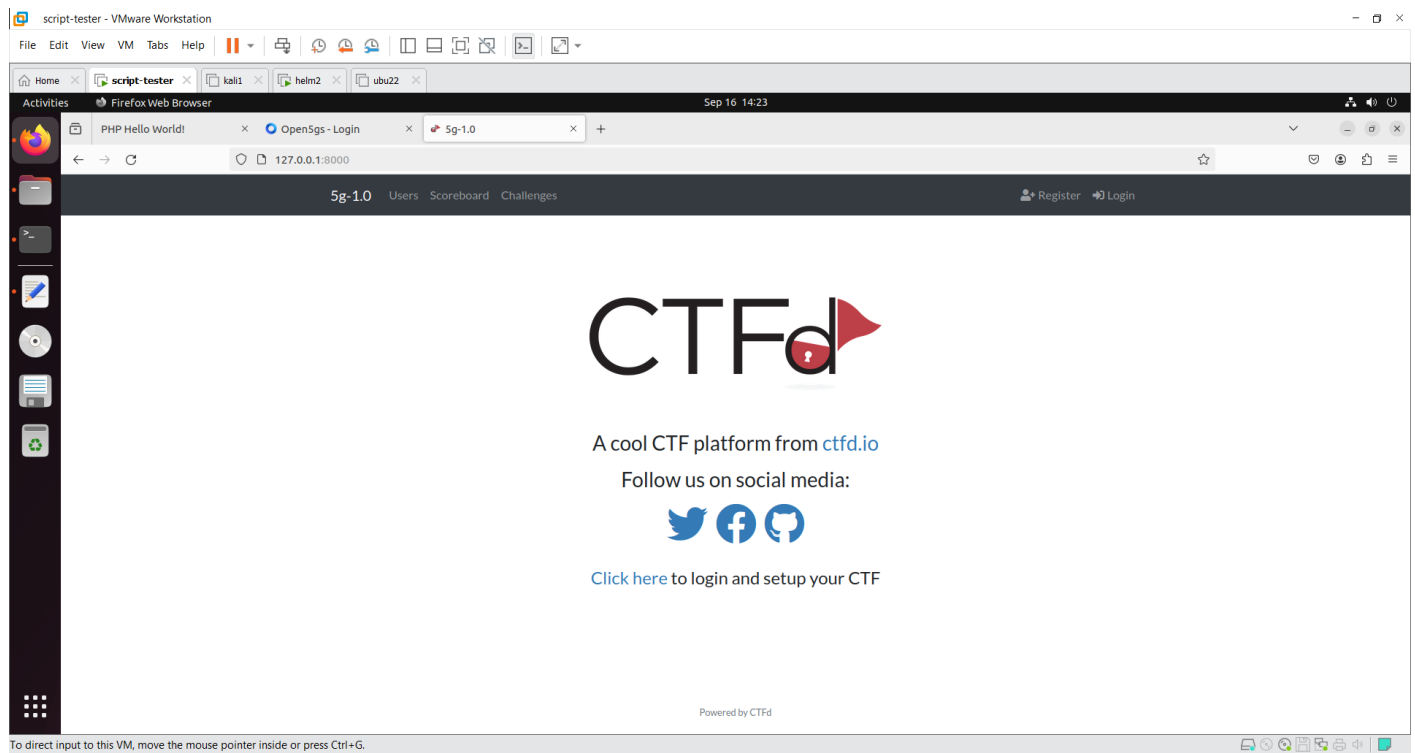 script-tester - VMware Workstation
File Edit View VM Tabs Help
Home script-tester kali1 helm2 ubu22
Activities Firefox Web Browser Sep 16 14:23
PHP Hello World! Open5gs - Login 5g-1.0
127.0.0.1:8000
5g-1.0 Users Scoreboard Challenges Register Login
CTFd
A cool CTF platform from ctfd.io
Follow us on social media:
Click here to login and setup your CTF
Powered by CTFd
To direct input to this VM, move the mouse pointer inside or press Ctrl+G.